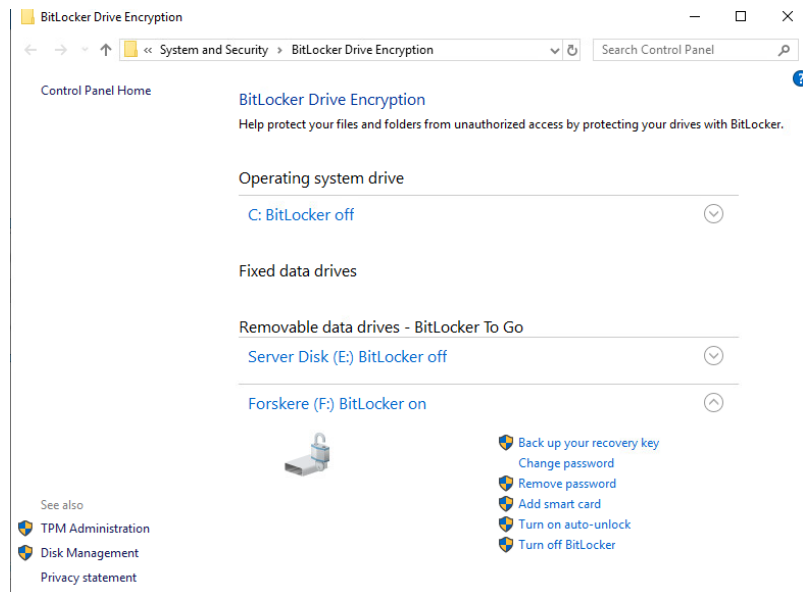 BitLocker Drive Encryption
« System and Security › BitLocker Drive Encryption
Search Control Panel
?
Control Panel Home
BitLocker Drive Encryption
Help protect your files and folders from unauthorized access by protecting your drives with BitLocker.
Operating system drive
C: BitLocker off
Fixed data drives
Removable data drives - BitLocker To Go
Server Disk (E:) BitLocker off
Forskere (F:) BitLocker on
Back up your recovery key
Change password
Remove password
Add smart card
Turn on auto-unlock
Turn off BitLocker
See also
TPM Administration
Disk Management
Privacy statement